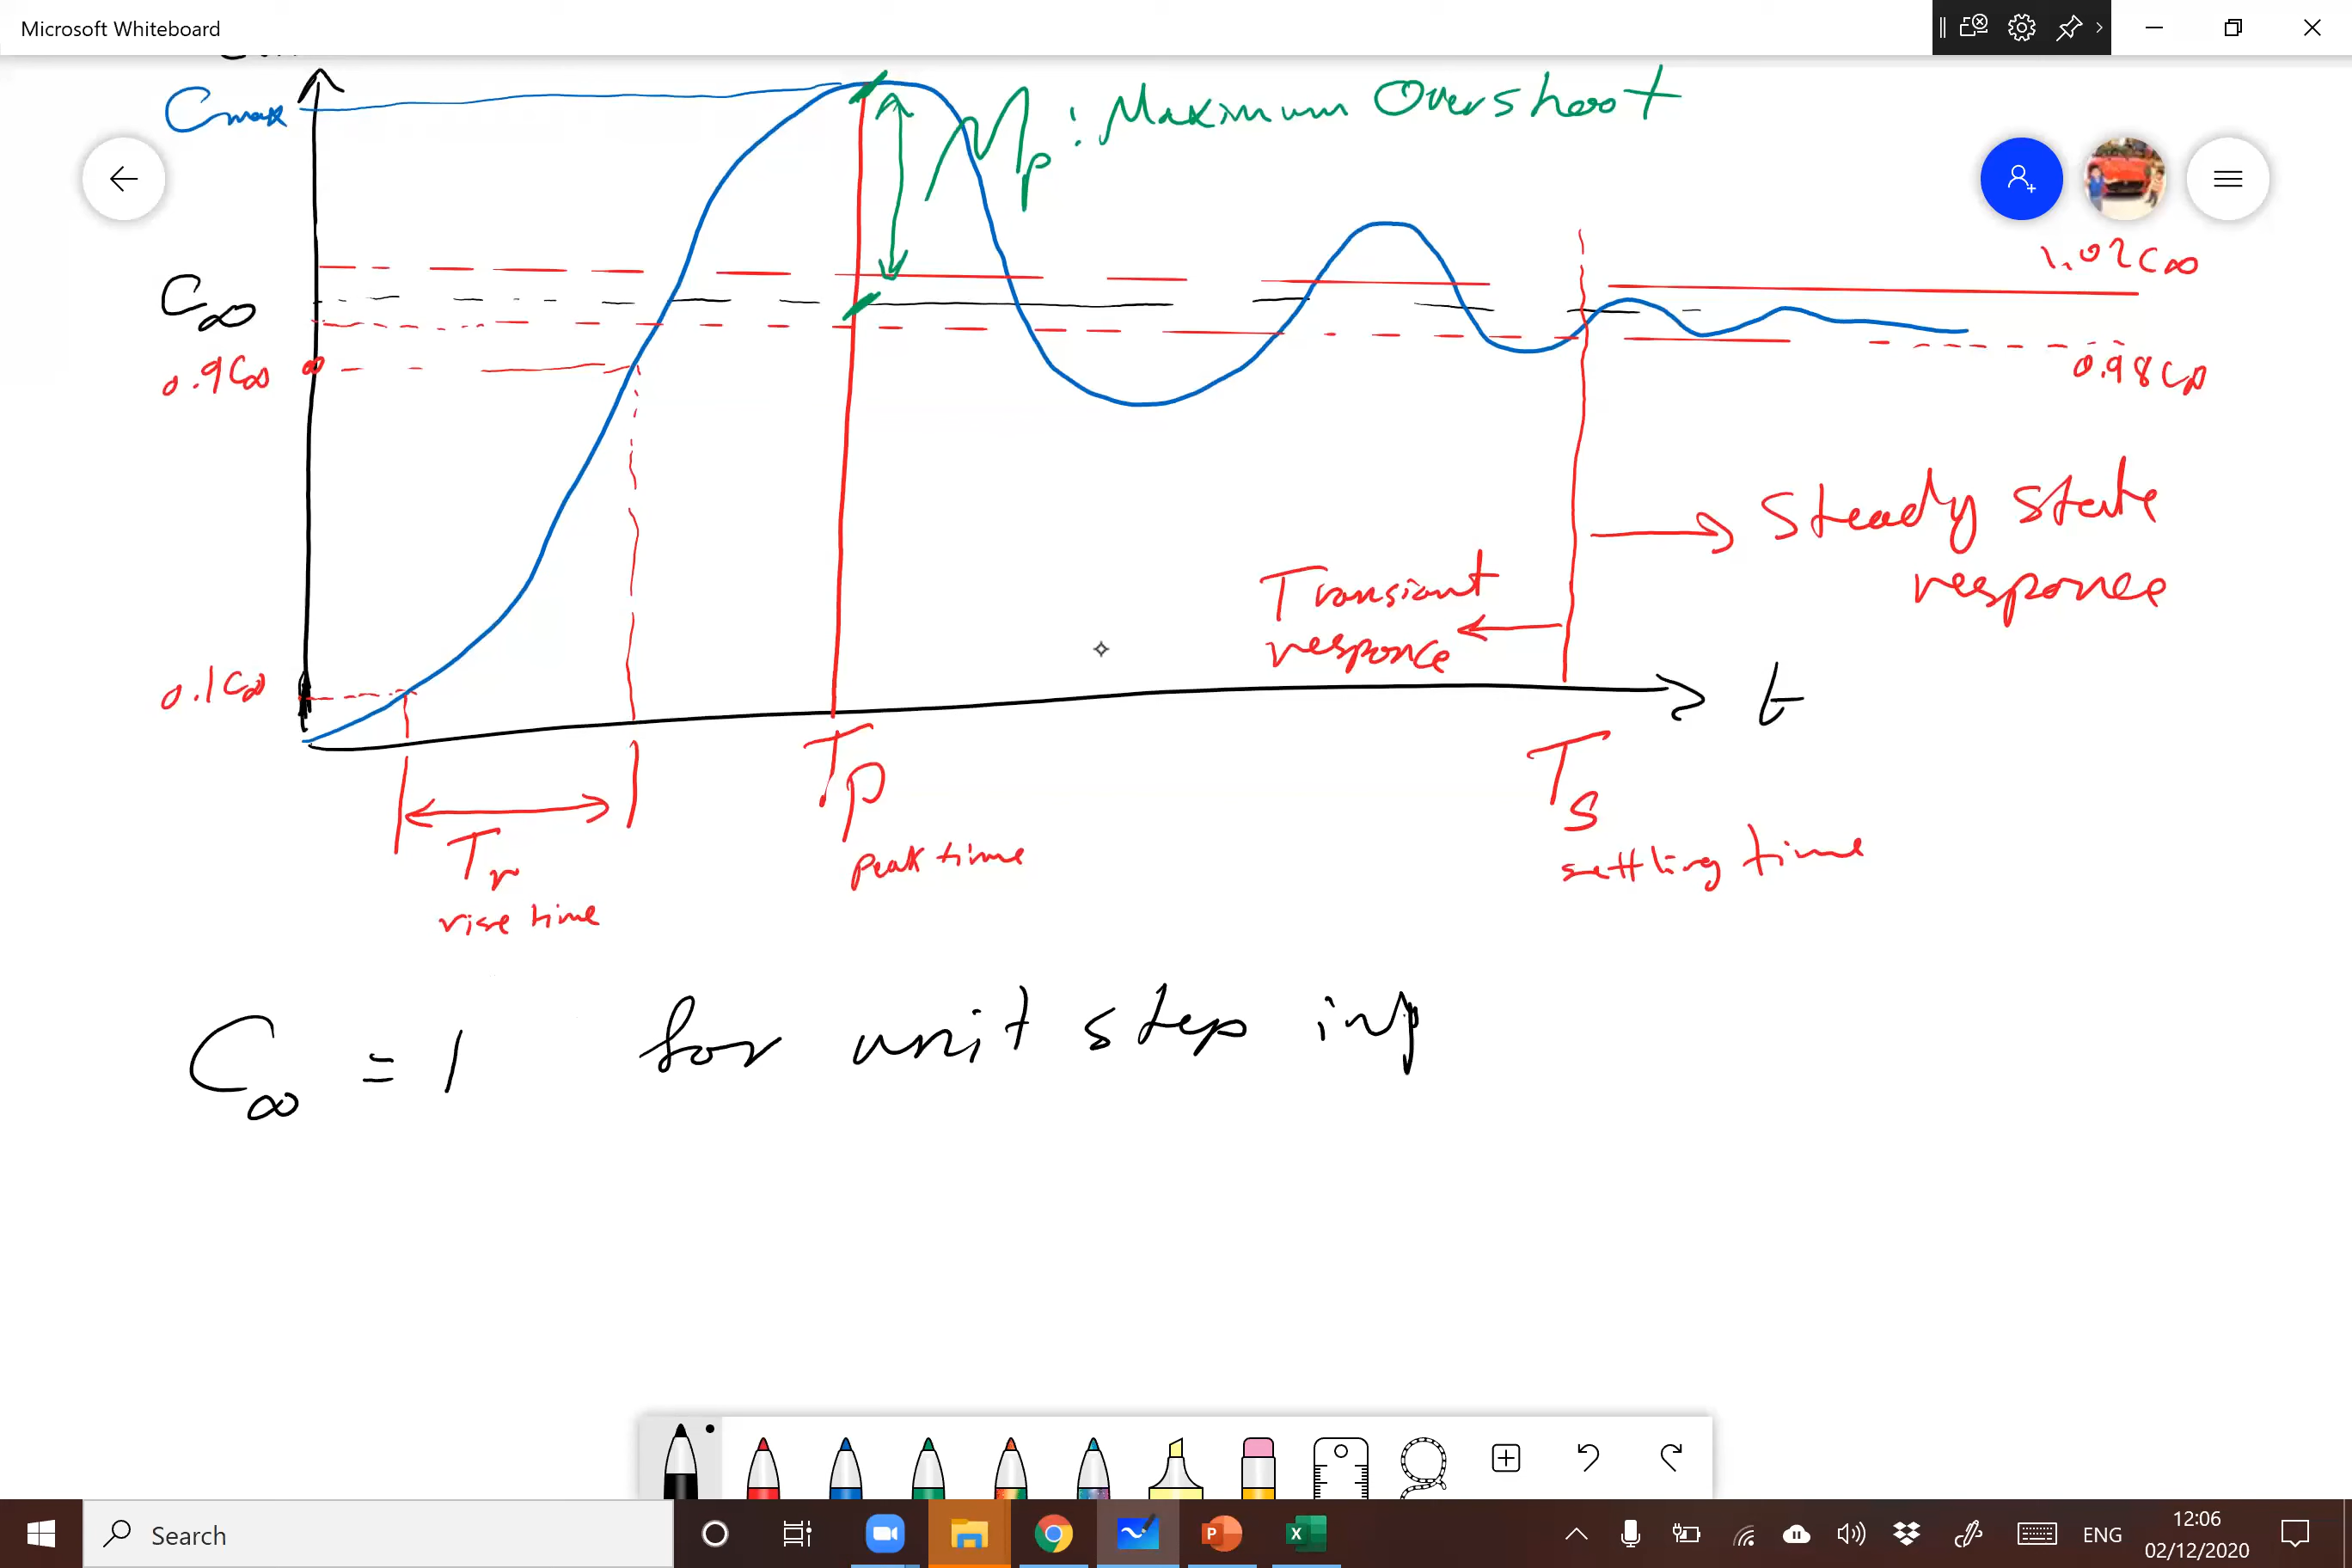 Microsoft Whiteboard
Cmax
Mp : Maximum Overshoot
1.02C∞
C∞
0.9C∞
0.98C∞
Steady state
response
Transiant
responce
0.1C∞
t
Tp
Ts
peak time
settling time
Tr
rise time
C∞ = 1 for unit step inp
Search
ENG
12:06
02/12/2020